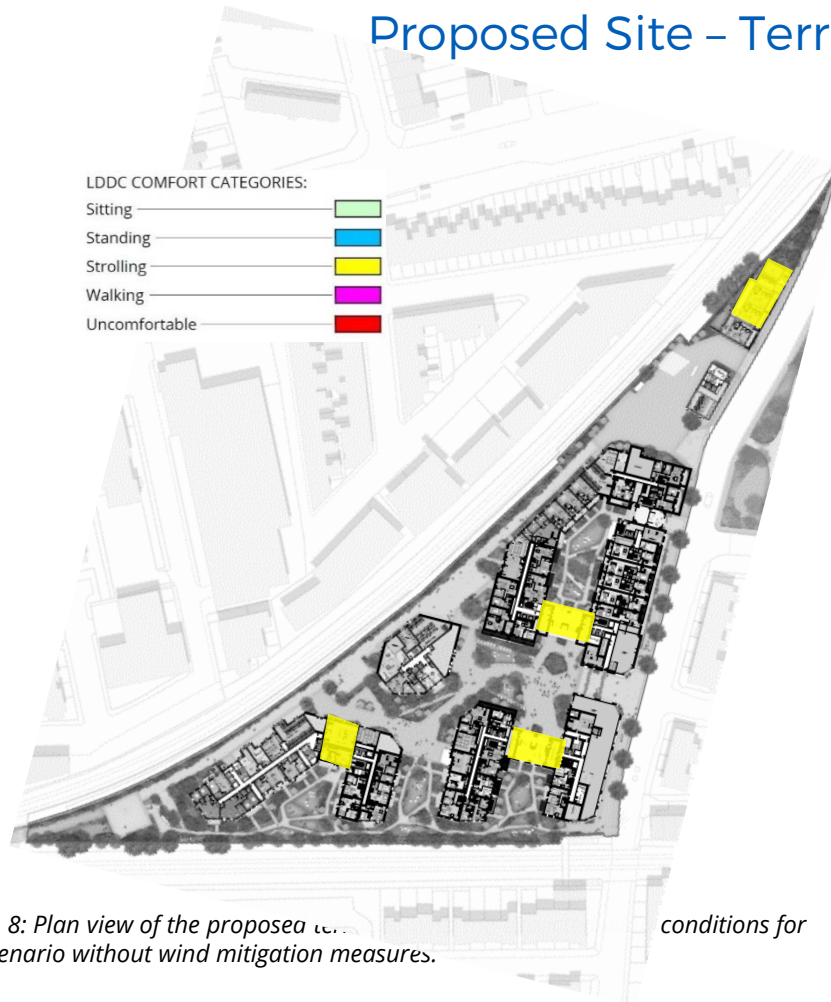 Proposed Site – Terr
LDDC COMFORT CATEGORIES:
Sitting
Standing
Strolling
Walking
Uncomfortable
8: Plan view of the proposed conditions for
enario without wind mitigation measures.